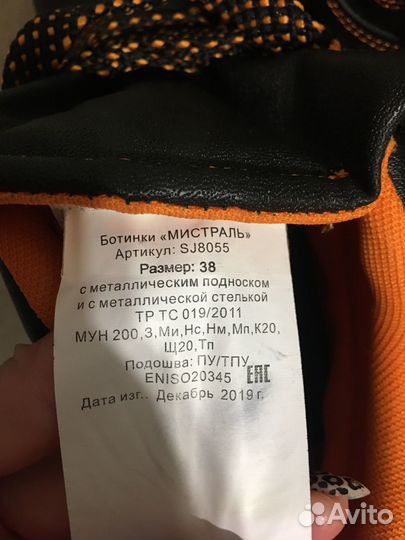 Ботинки «МИСТРАЛЬ»
Артикул: SJ8055
Размер: 38
с металлическим подноском
и с металлической стелькой
ТР ТС 019/2011
МУН 200,З,Ми,Нс,Нм,Мп,К20,
Щ20,Тп
Подошва: ПУ/ТПУ
ENISO20345 ЕАС
Дата изг.. Декабрь 2019 г.
Avito